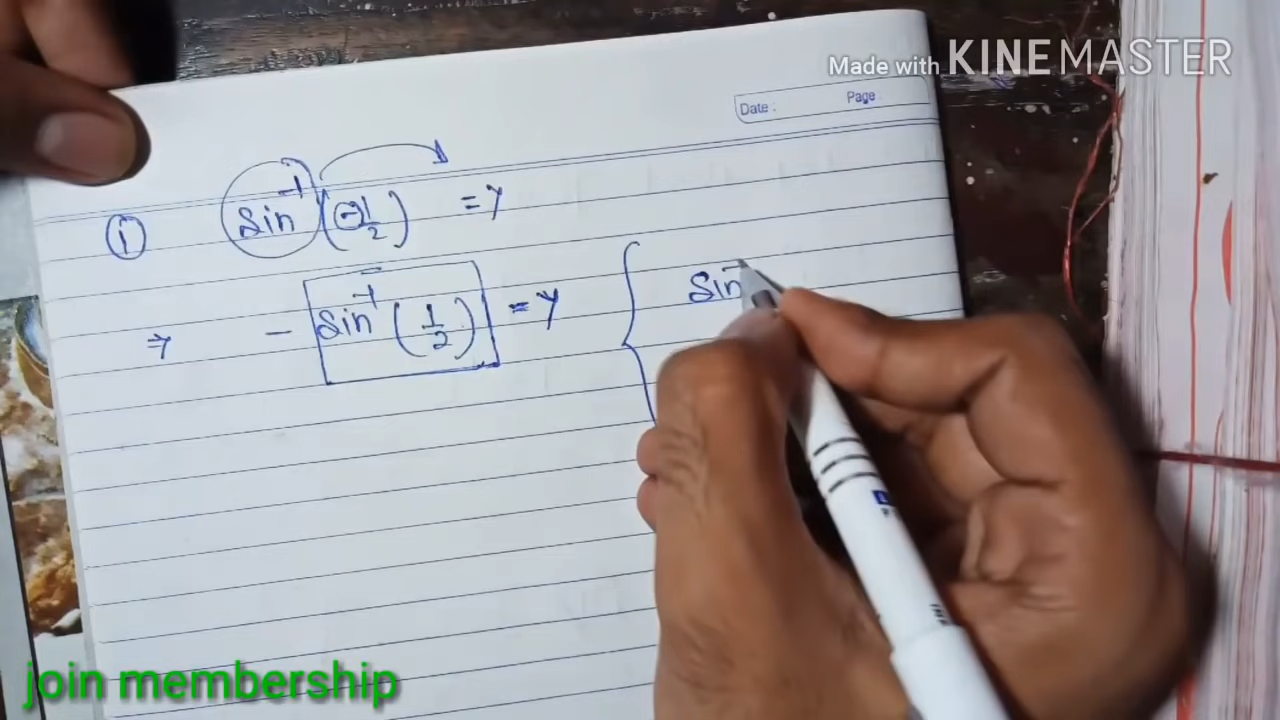 Made with KINEMASTER
Date : Page
① Sin⁻¹(-1/2) = y
⇒ - Sin⁻¹(1/2) = y { Sin⁻
join membership